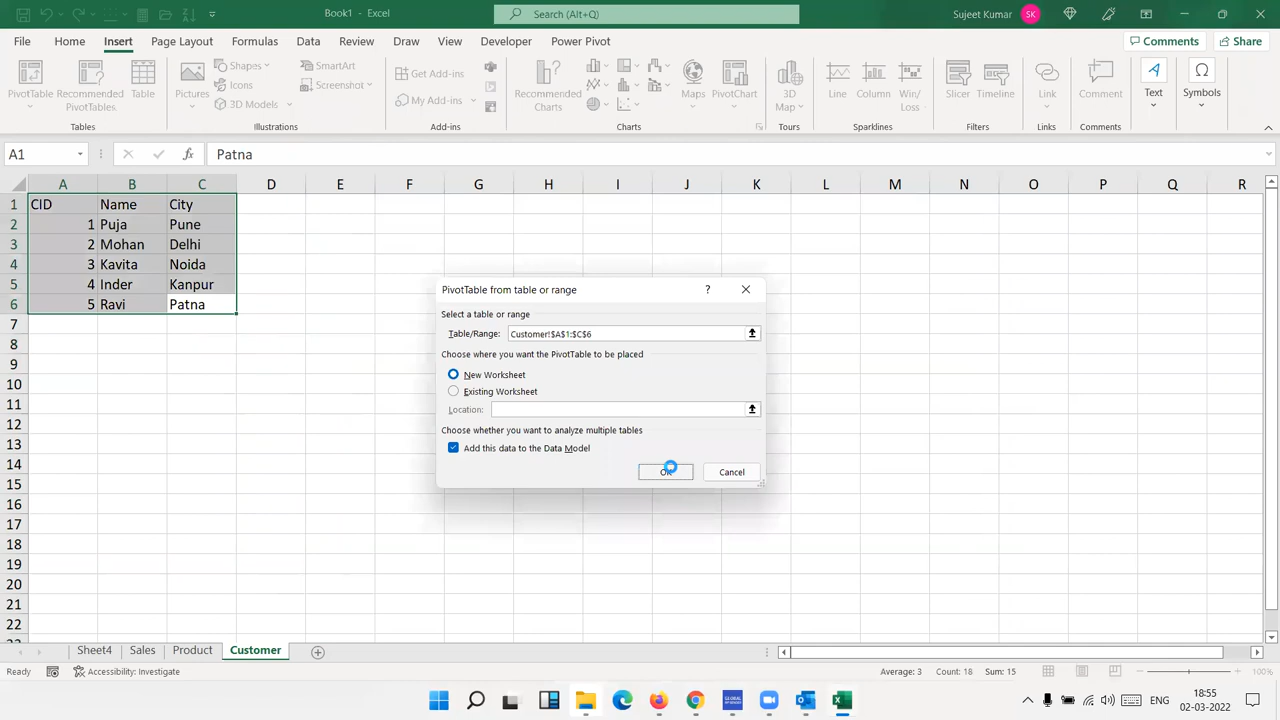 Book1 - Excel
Search (Alt+Q)
Sujeet Kumar
SK
File Home Insert Page Layout Formulas Data Review Draw View Developer Power Pivot
Comments
Share
PivotTable
Recommended PivotTables
Table
Tables
Pictures
Shapes
Icons
3D Models
SmartArt
Screenshot
Illustrations
Get Add-ins
My Add-ins
Add-ins
Recommended Charts
Maps
PivotChart
Charts
3D Map
Tours
Line
Column
Win/Loss
Sparklines
Slicer
Timeline
Filters
Link
Links
Comment
Comments
Text
Symbols
A1
fx
Patna
A B C D E F G H I J K L M N O P Q R
1 CID Name City
2 1 Puja Pune
3 2 Mohan Delhi
4 3 Kavita Noida
5 4 Inder Kanpur
6 5 Ravi Patna
7
8
9
10
11
12
13
14
15
16
17
18
19
20
21
22
PivotTable from table or range
?
Select a table or range
Table/Range: Customer!$A$1:$C$6
Choose where you want the PivotTable to be placed
New Worksheet
Existing Worksheet
Location:
Choose whether you want to analyze multiple tables
Add this data to the Data Model
Cancel
Sheet4 Sales Product Customer
Ready
Accessibility: Investigate
Average: 3 Count: 18 Sum: 15
100%
ENG
18:55
02-03-2022